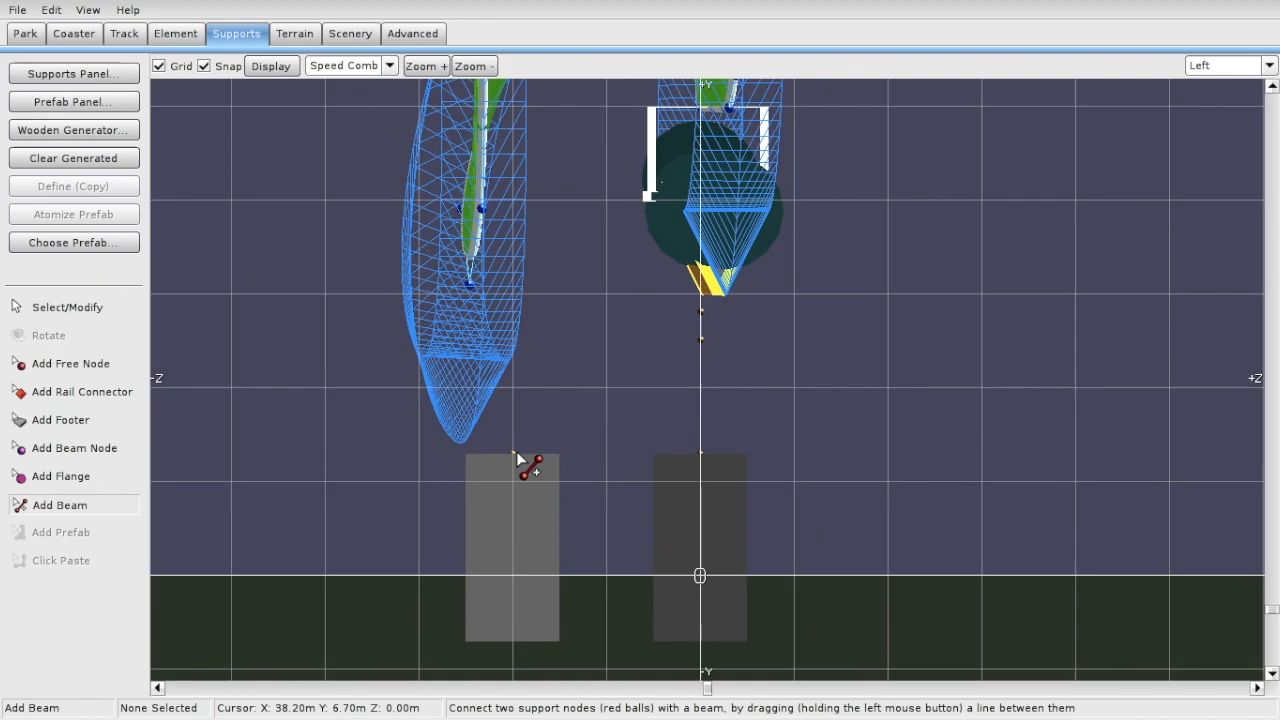 File Edit View Help
Park Coaster Track Element Supports Terrain Scenery Advanced
Supports Panel... Grid Snap Display Speed Comb Zoom + Zoom - Left
Prefab Panel...
Wooden Generator...
Clear Generated
Define (Copy)
Atomize Prefab
Choose Prefab...
Select/Modify
Rotate
Add Free Node
Add Rail Connector
Add Footer
Add Beam Node
Add Flange
Add Beam
Add Prefab
Click Paste
+Y
-Z +Z
-Y
Add Beam None Selected Cursor: X: 38.20m Y: 6.70m Z: 0.00m Connect two support nodes (red balls) with a beam, by dragging (holding the left mouse button) a line between them